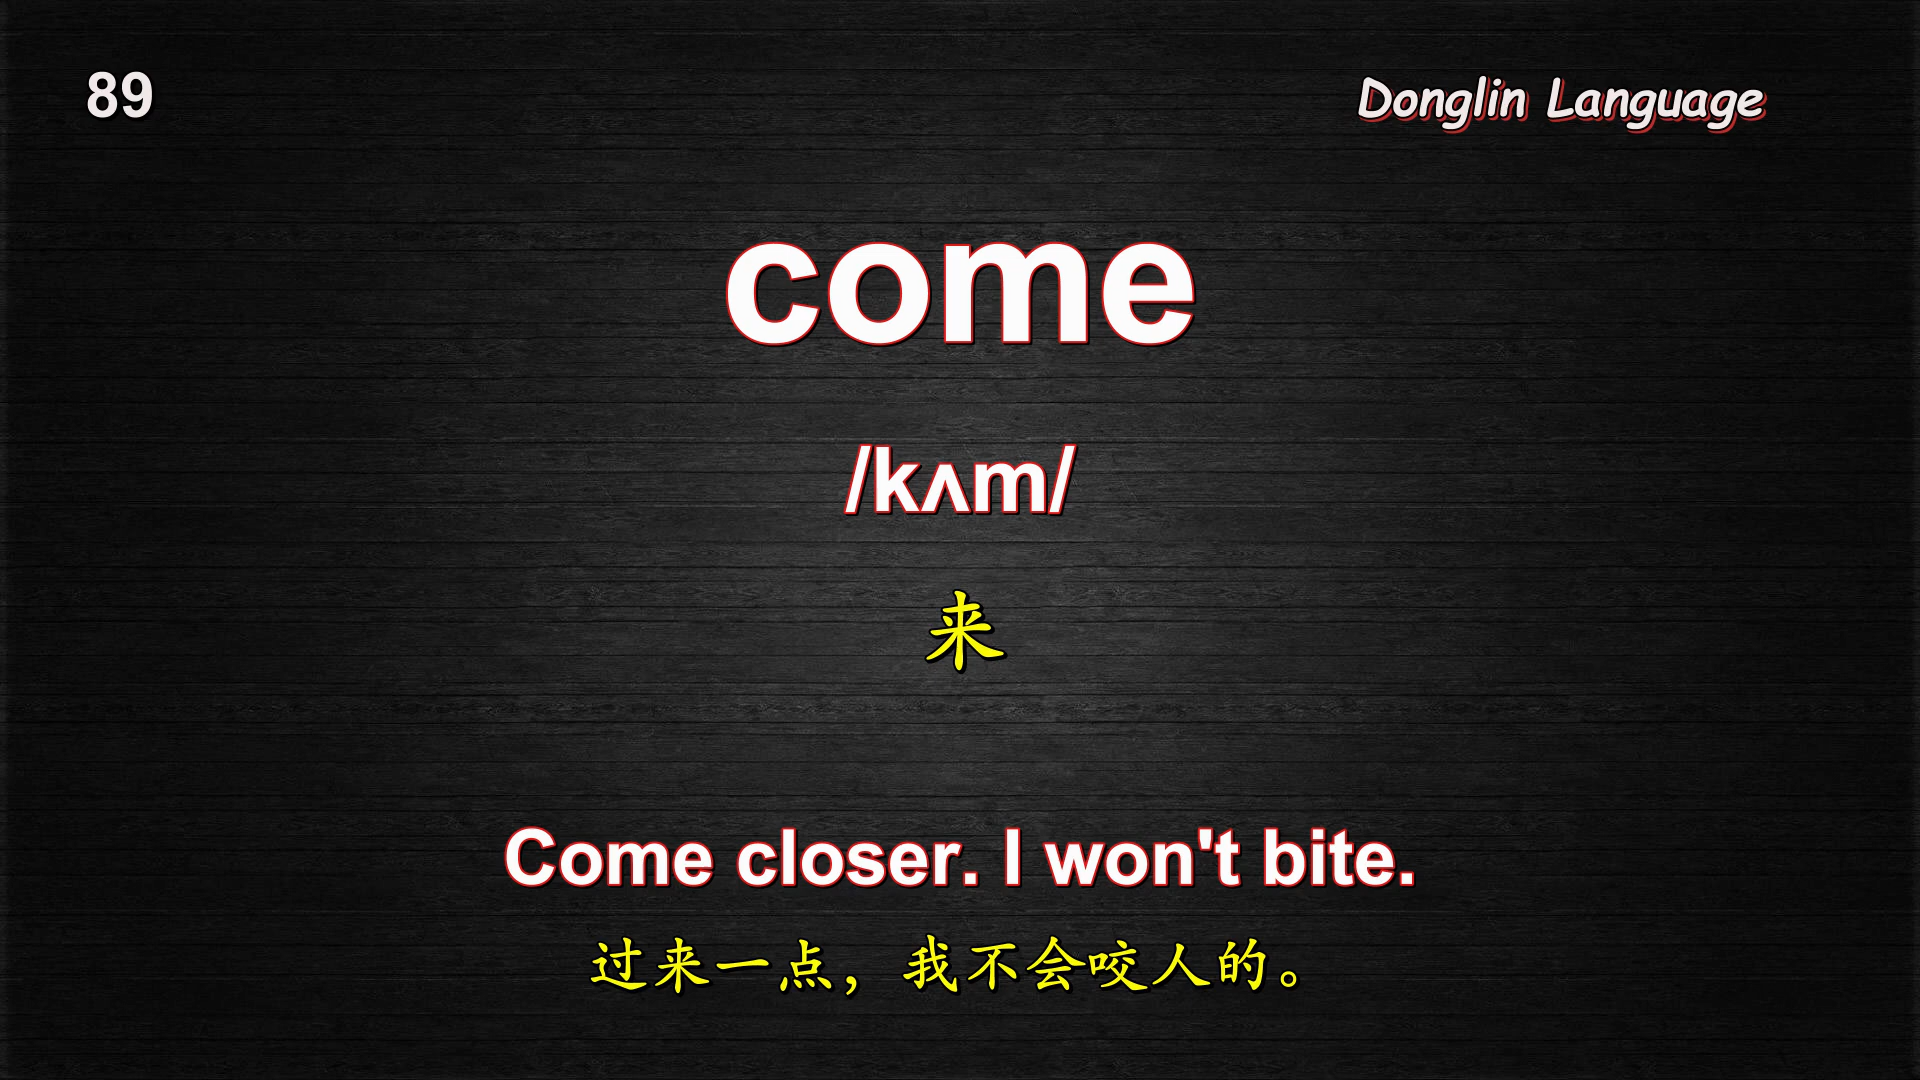 89
Donglin Language
come
/kʌm/
来
Come closer. I won't bite.
过来一点，我不会咬人的。